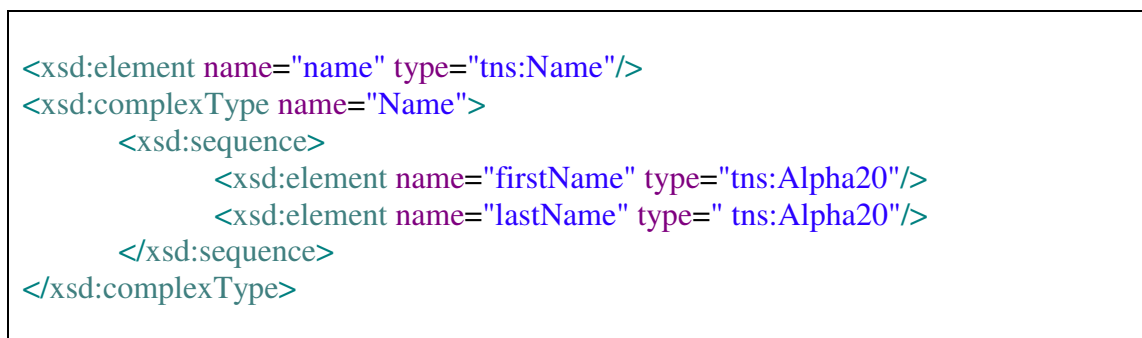 <xsd:element name="name" type="tns:Name"/>
<xsd:complexType name="Name">
<xsd:sequence>
<xsd:element name="firstName" type="tns:Alpha20"/>
<xsd:element name="lastName" type=" tns:Alpha20"/>
</xsd:sequence>
</xsd:complexType>